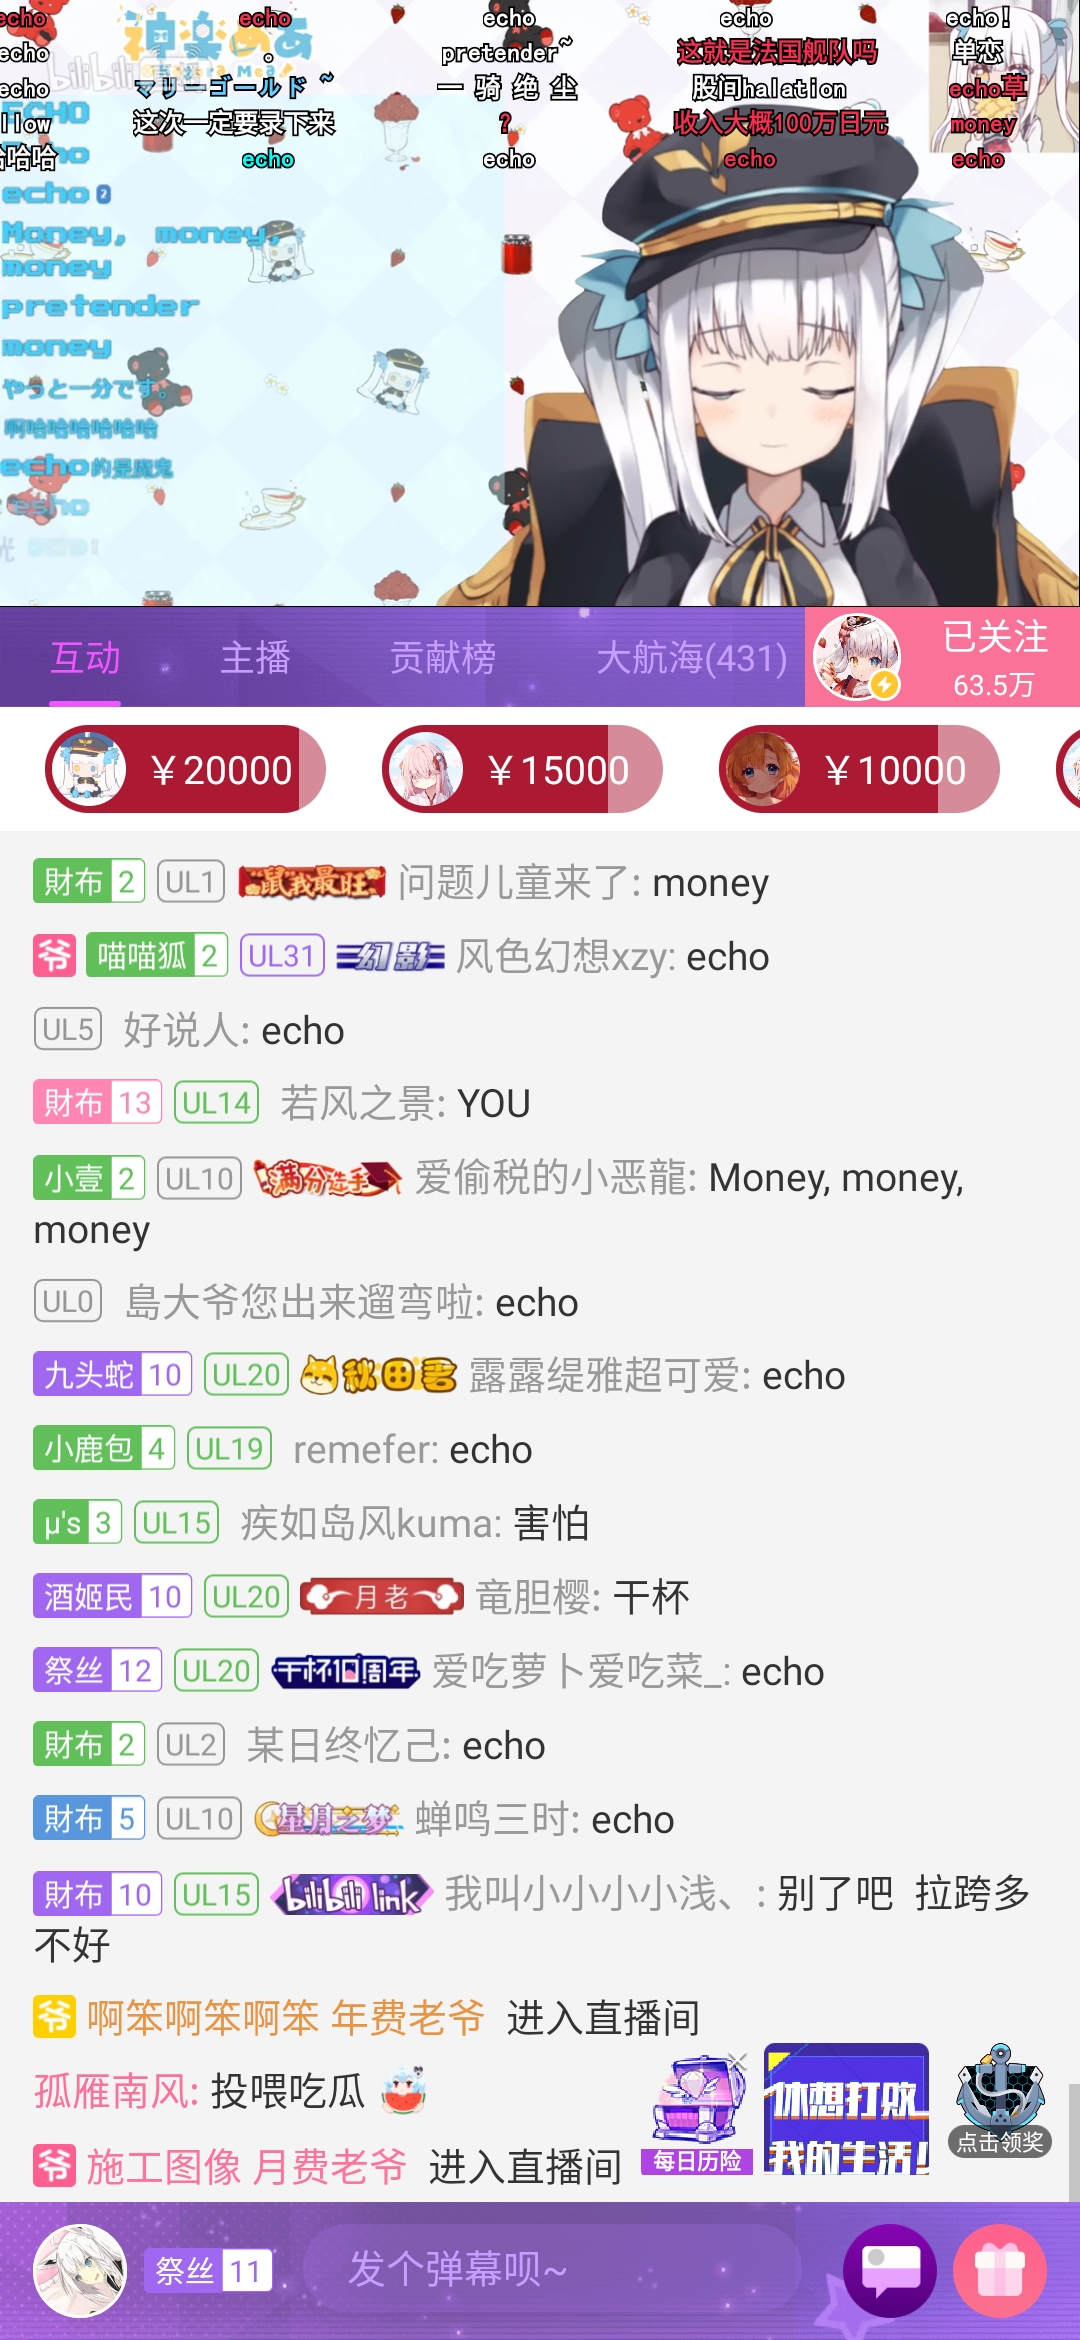 echo
echo
echo
echo
echo!
echo
。
pretender~
这就是法国舰队吗
单恋
echo
マリーゴールド ~
一 骑 绝 尘
股间halation
echo草
llow
这次一定要录下来
?
收入大概100万日元
money
哈哈哈
echo
echo
echo
echo
神楽めあ
bilibili
ECHO
echo 2
Money, money,
money
pretender
money
やっと一分です。
啊哈哈哈哈哈哈
echo的是魔鬼
echo
互动
主播
贡献榜
大航海(431)
已关注
63.5万
￥20000
￥15000
￥10000
財布 2 UL1 "鼠"我最旺 问题儿童来了: money
爷 喵喵狐 2 UL31 幻影 风色幻想xzy: echo
UL5 好说人: echo
財布 13 UL14 若风之景: YOU
小壹 2 UL10 满分选手 爱偷税的小恶龍: Money, money,
money
UL0 島大爷您出来遛弯啦: echo
九头蛇 10 UL20 秋田君 露露缇雅超可爱: echo
小鹿包 4 UL19 remefer: echo
μ's 3 UL15 疾如岛风kuma: 害怕
酒姬民 10 UL20 月老 竜胆樱: 干杯
祭丝 12 UL20 干杯10周年 爱吃萝卜爱吃菜_: echo
財布 2 UL2 某日终忆己: echo
財布 5 UL10 星月之梦 蝉鸣三时: echo
財布 10 UL15 bilibili link 我叫小小小小浅、: 别了吧 拉跨多
不好
爷 啊笨啊笨啊笨 年费老爷 进入直播间
孤雁南风: 投喂吃瓜
爷 施工图像 月费老爷 进入直播间
每日历险
休想打败
我的生活!
点击领奖
祭丝 11
发个弹幕呗~